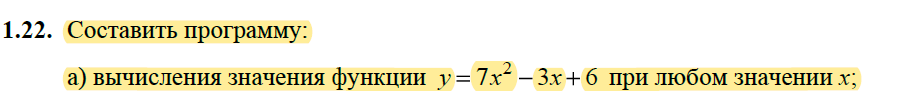 1.22. Составить программу:
а) вычисления значения функции y = 7x² − 3x + 6 при любом значении x;